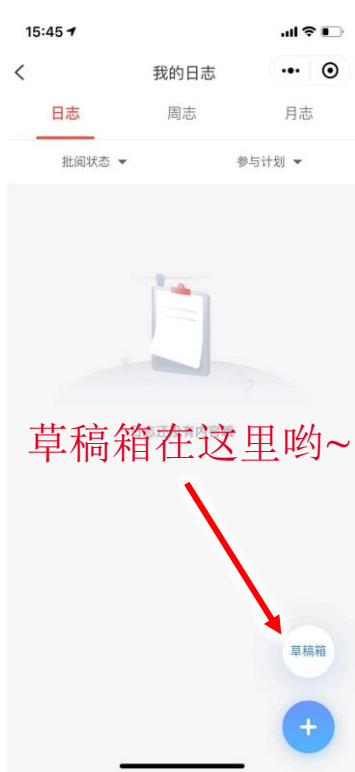 15:45
我的日志
日志 周志 月志
批阅状态 参与计划
草稿箱在这里哟~
草稿箱